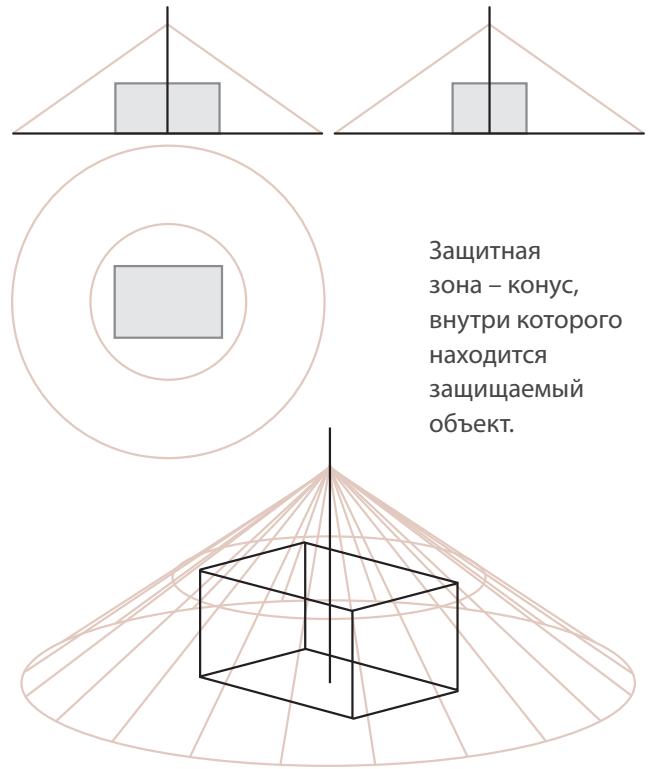 Защитная
зона – конус,
внутри которого
находится
защищаемый
объект.